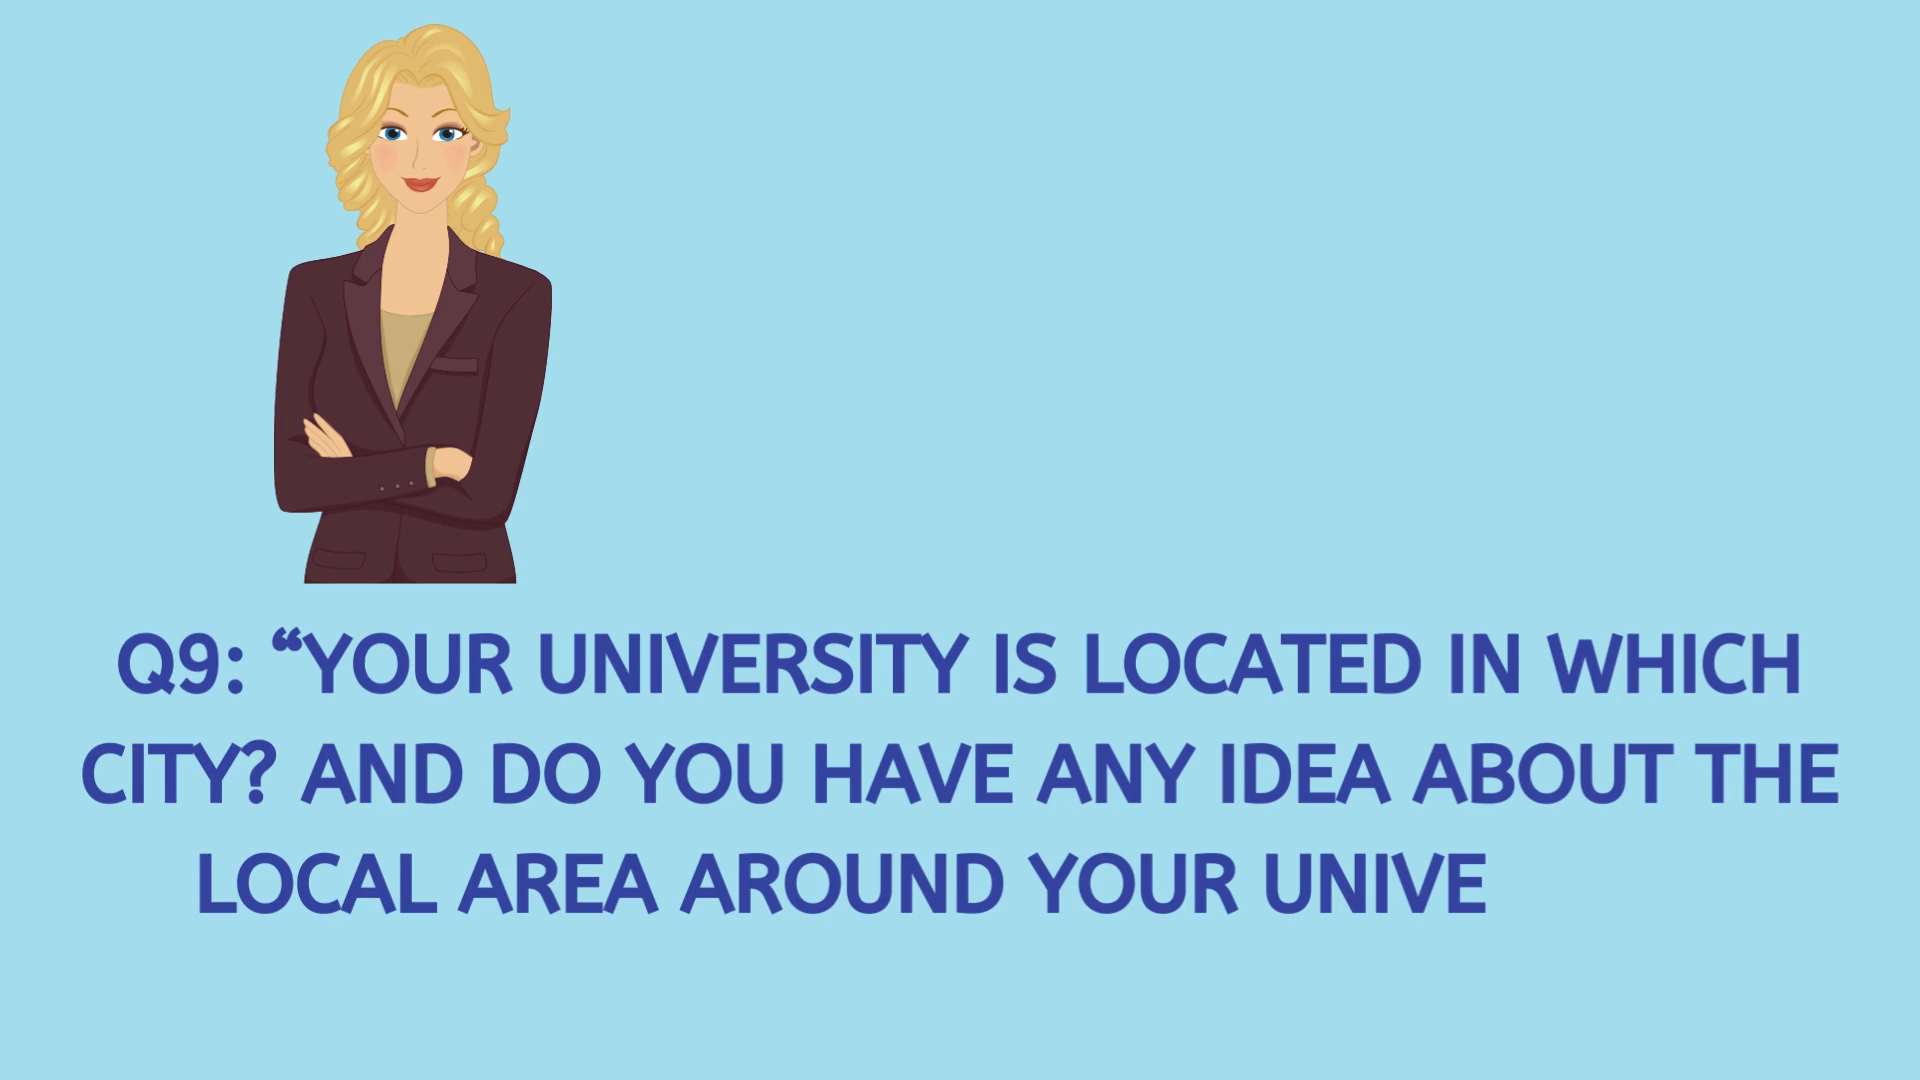 Q9: “YOUR UNIVERSITY IS LOCATED IN WHICH
CITY? AND DO YOU HAVE ANY IDEA ABOUT THE
LOCAL AREA AROUND YOUR UNIVE